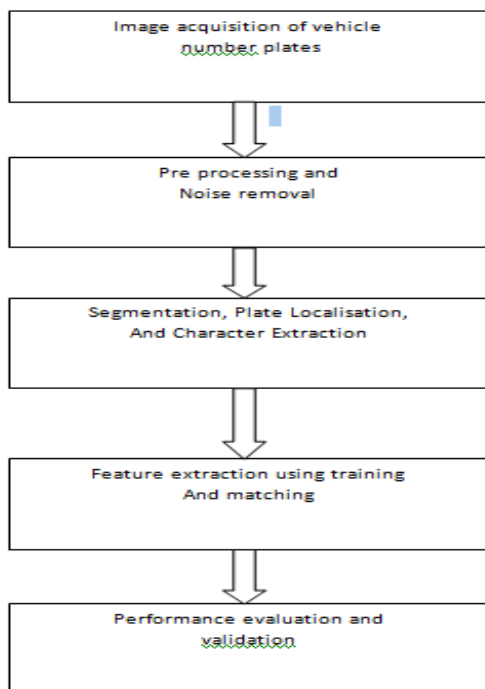 Image acquisition of vehicle
number plates
Pre processing and
Noise removal
Segmentation, Plate Localisation,
And Character Extraction
Feature extraction using training
And matching
Performance evaluation and
validation